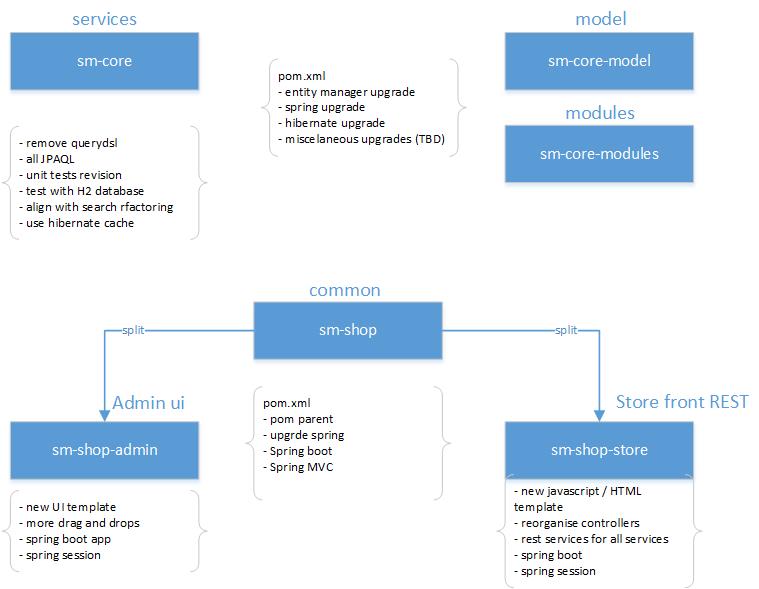 services
sm-core
- remove querydsl
- all JPAQL
- unit tests revision
- test with H2 database
- align with search rfactoring
- use hibernate cache
pom.xml
- entity manager upgrade
- spring upgrade
- hibernate upgrade
- miscelaneous upgrades (TBD)
model
sm-core-model
modules
sm-core-modules
common
sm-shop
split
split
Admin ui
sm-shop-admin
- new UI template
- more drag and drops
- spring boot app
- spring session
pom.xml
- pom parent
- upgrde spring
- Spring boot
- Spring MVC
Store front REST
sm-shop-store
- new javascript / HTML
template
- reorganise controllers
- rest services for all services
- spring boot
- spring session